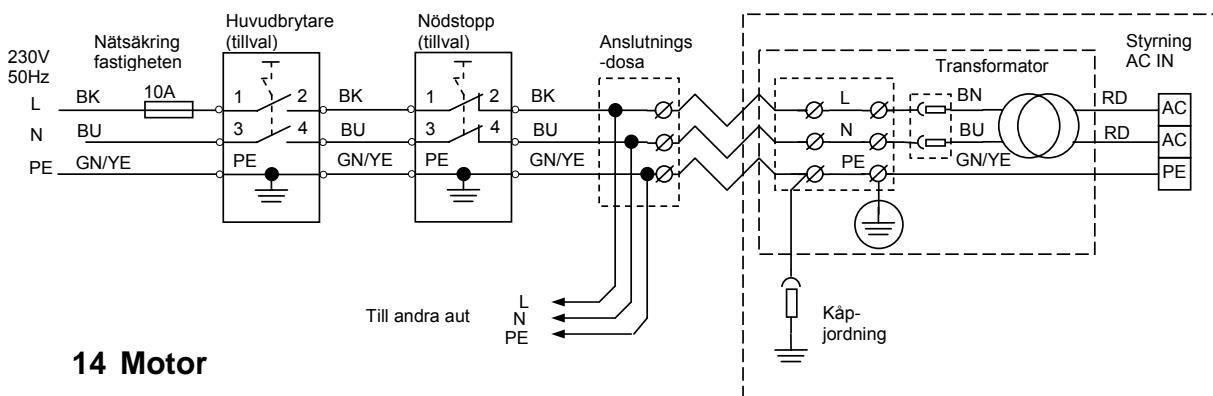 Huvudbrytare
(tillval)
Nödstopp
(tillval)
230V
50Hz
Nätsäkring
fastigheten
Anslutnings
-dosa
Transformator
Styrning
AC IN
L BK 10A 1 2 BK 1 2 BK L BN RD AC
N BU 3 4 BU 3 4 BU N BU RD AC
PE GN/YE PE GN/YE PE GN/YE PE GN/YE PE
Till andra aut
L
N
PE
Kåp-
jordning
14 Motor